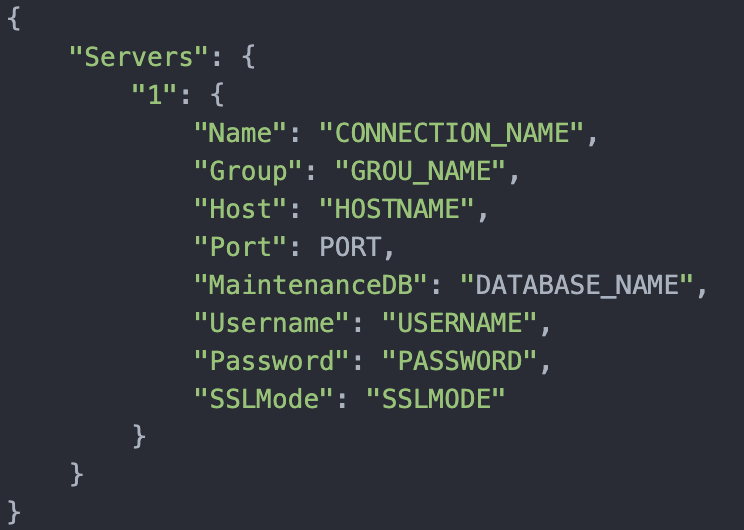 {
    "Servers": {
        "1": {
            "Name": "CONNECTION_NAME",
            "Group": "GROU_NAME",
            "Host": "HOSTNAME",
            "Port": PORT,
            "MaintenanceDB": "DATABASE_NAME",
            "Username": "USERNAME",
            "Password": "PASSWORD",
            "SSLMode": "SSLMODE"
        }
    }
}